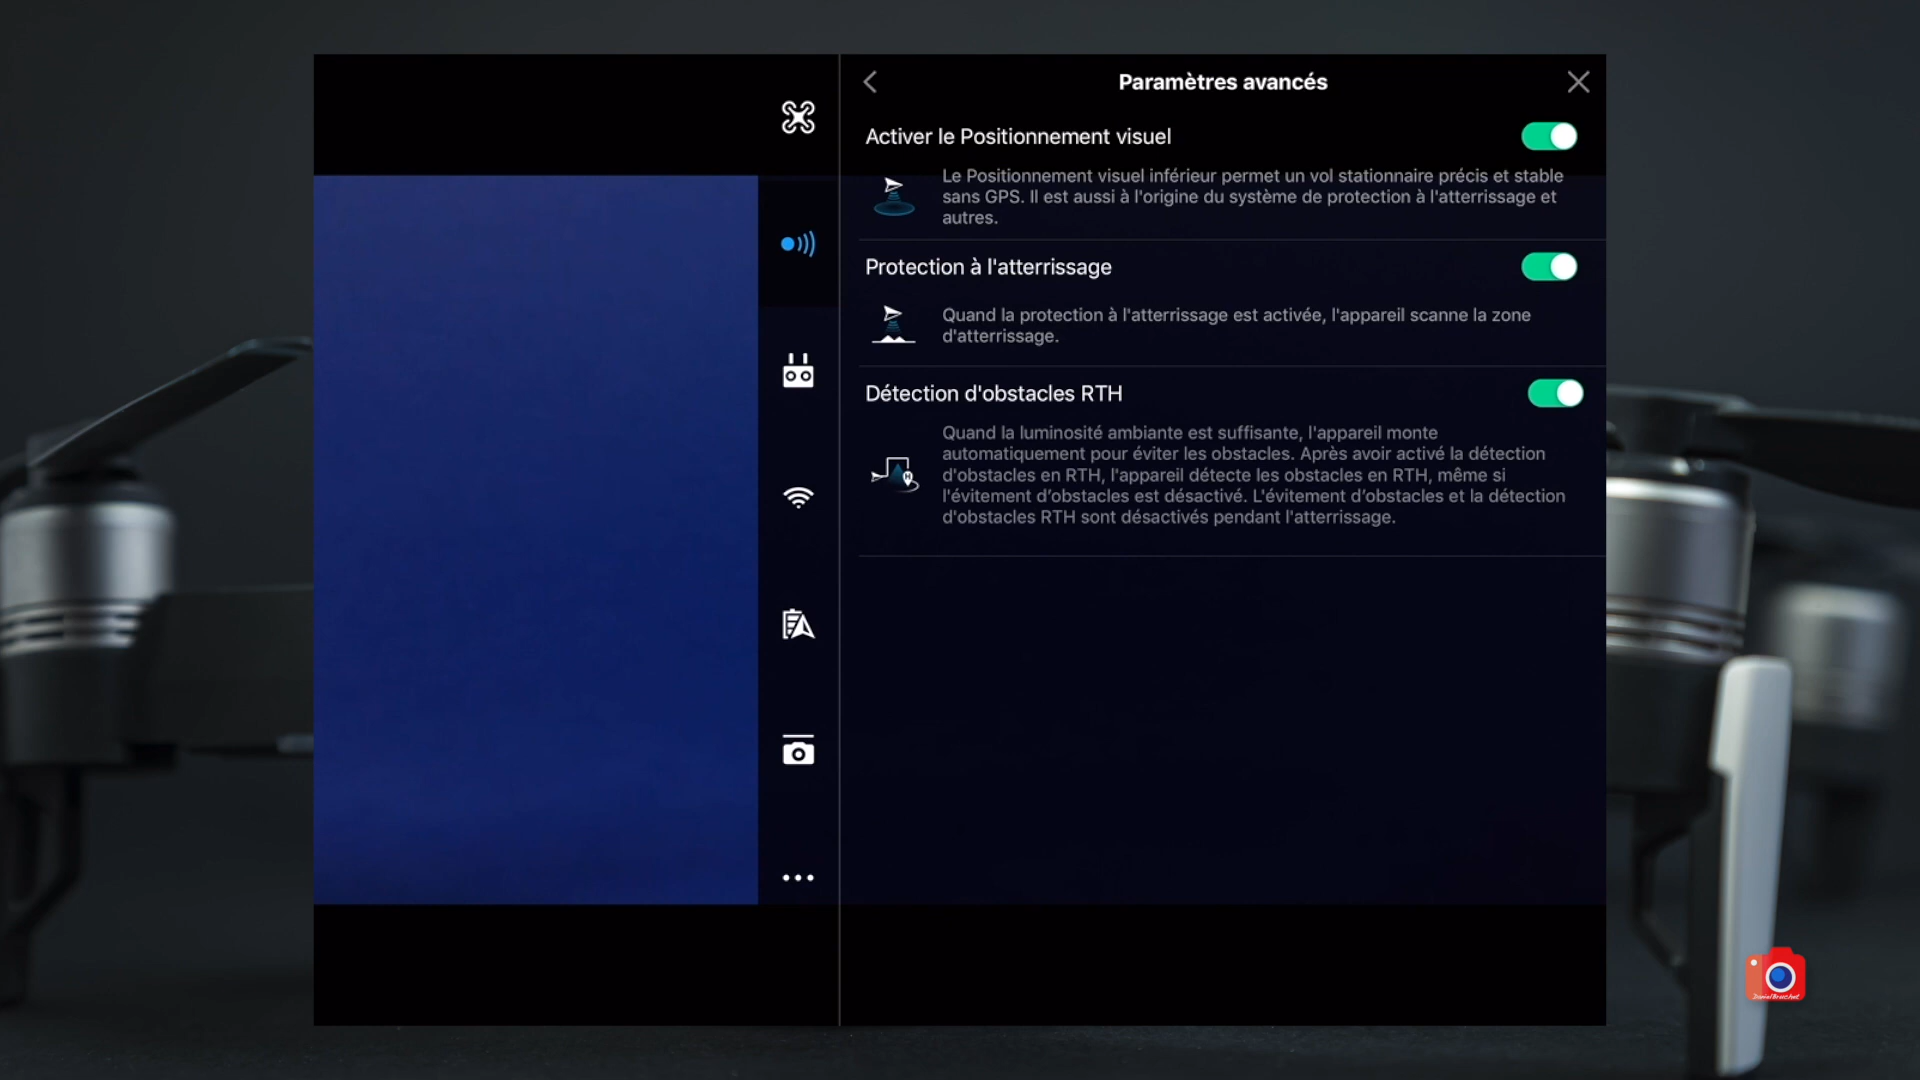 Paramètres avancés
Activer le Positionnement visuel
Le Positionnement visuel inférieur permet un vol stationnaire précis et stable
sans GPS. Il est aussi à l'origine du système de protection à l'atterrissage et
autres.
Protection à l'atterrissage
Quand la protection à l'atterrissage est activée, l'appareil scanne la zone
d'atterrissage.
Détection d'obstacles RTH
Quand la luminosité ambiante est suffisante, l'appareil monte
automatiquement pour éviter les obstacles. Après avoir activé la détection
d'obstacles en RTH, l'appareil détecte les obstacles en RTH, même si
l'évitement d’obstacles est désactivé. L'évitement d’obstacles et la détection
d'obstacles RTH sont désactivés pendant l'atterrissage.